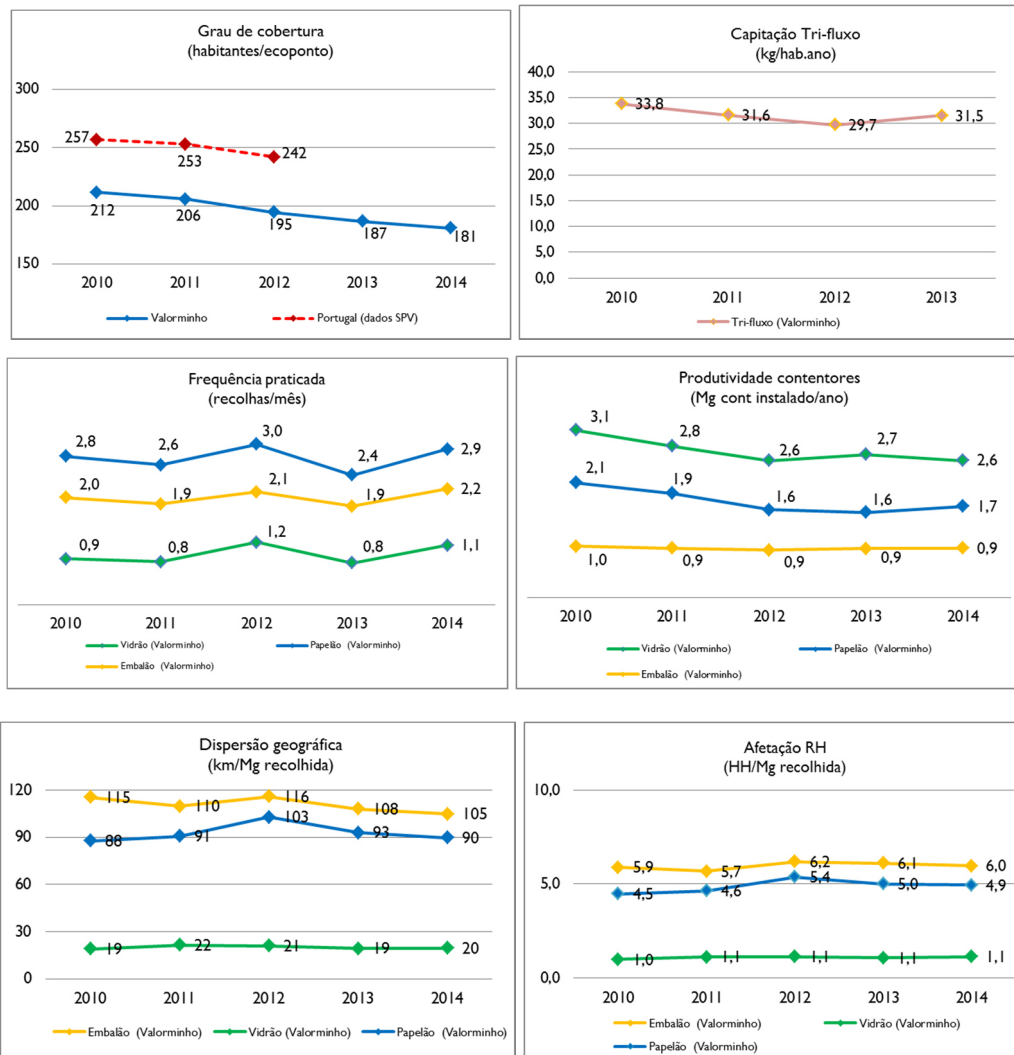 Grau de cobertura
(habitantes/ecoponto)
300
250
200
150
257
253
242
212
206
195
187
181
2010 2011 2012 2013 2014
Valorminho Portugal (dados SPV)
Capitação Tri-fluxo
(kg/hab.ano)
40,0
35,0
30,0
25,0
20,0
15,0
10,0
5,0
0,0
33,8
31,6
29,7
31,5
2010 2011 2012 2013
Tri-fluxo (Valorminho)
Frequência praticada
(recolhas/mês)
2,8 2,6 3,0 2,4 2,9
2,0 1,9 2,1 1,9 2,2
0,9 0,8 1,2 0,8 1,1
2010 2011 2012 2013 2014
Vidrão (Valorminho) Papelão (Valorminho)
Embalão (Valorminho)
Produtividade contentores
(Mg cont instalado/ano)
3,1 2,8 2,6 2,7 2,6
2,1 1,9 1,6 1,6 1,7
1,0 0,9 0,9 0,9 0,9
2010 2011 2012 2013 2014
Vidrão (Valorminho) Papelão (Valorminho)
Embalão (Valorminho)
Dispersão geográfica
(km/Mg recolhida)
120
90
60
30
0
115 110 116 108 105
88 91 103 93 90
19 22 21 19 20
2010 2011 2012 2013 2014
Embalão (Valorminho) Vidrão (Valorminho) Papelão (Valorminho)
Afetação RH
(HH/Mg recolhida)
10,0
5,0
0,0
5,9 5,7 6,2 6,1 6,0
4,5 4,6 5,4 5,0 4,9
1,0 1,1 1,1 1,1 1,1
2010 2011 2012 2013 2014
Embalão (Valorminho) Vidrão (Valorminho)
Papelão (Valorminho)